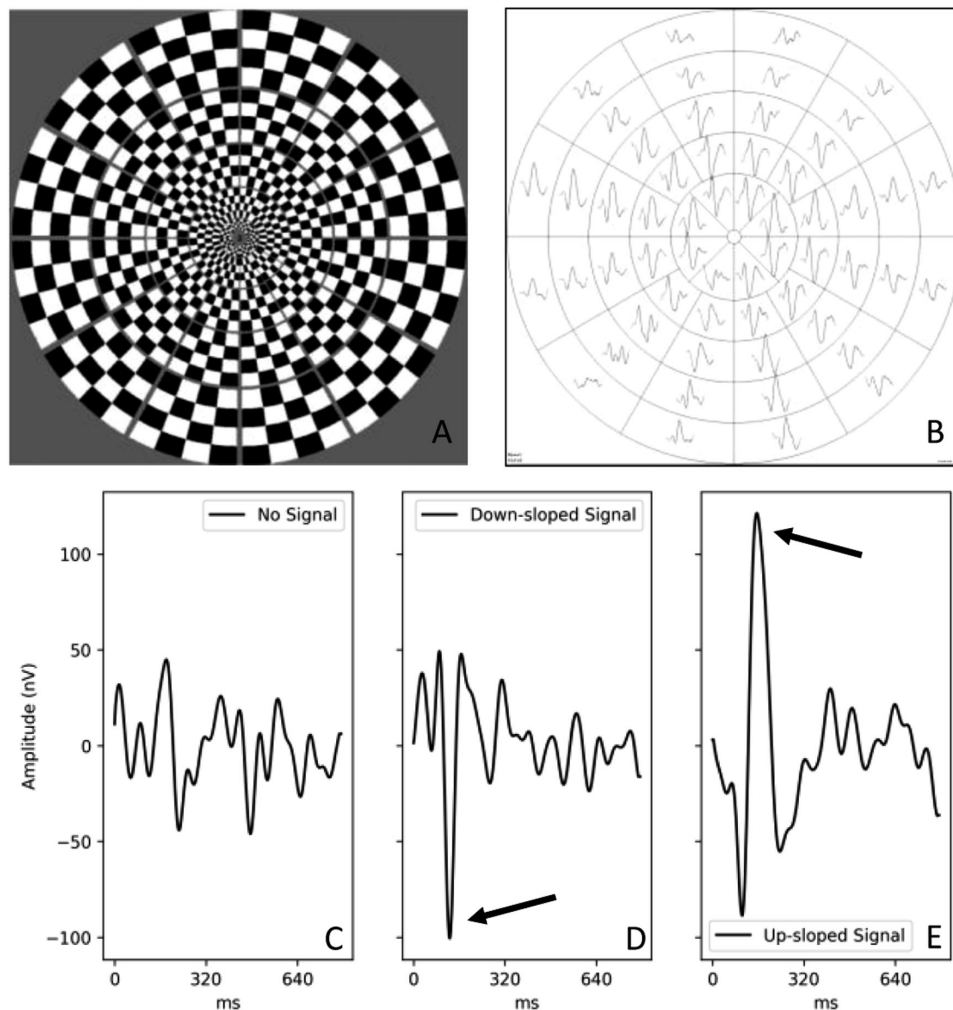 A
B
No Signal
Down-sloped Signal
100
50
0
−50
−100
Amplitude (nV)
C
D
Up-sloped Signal
E
0
320
640
0
320
640
0
320
640
ms
ms
ms